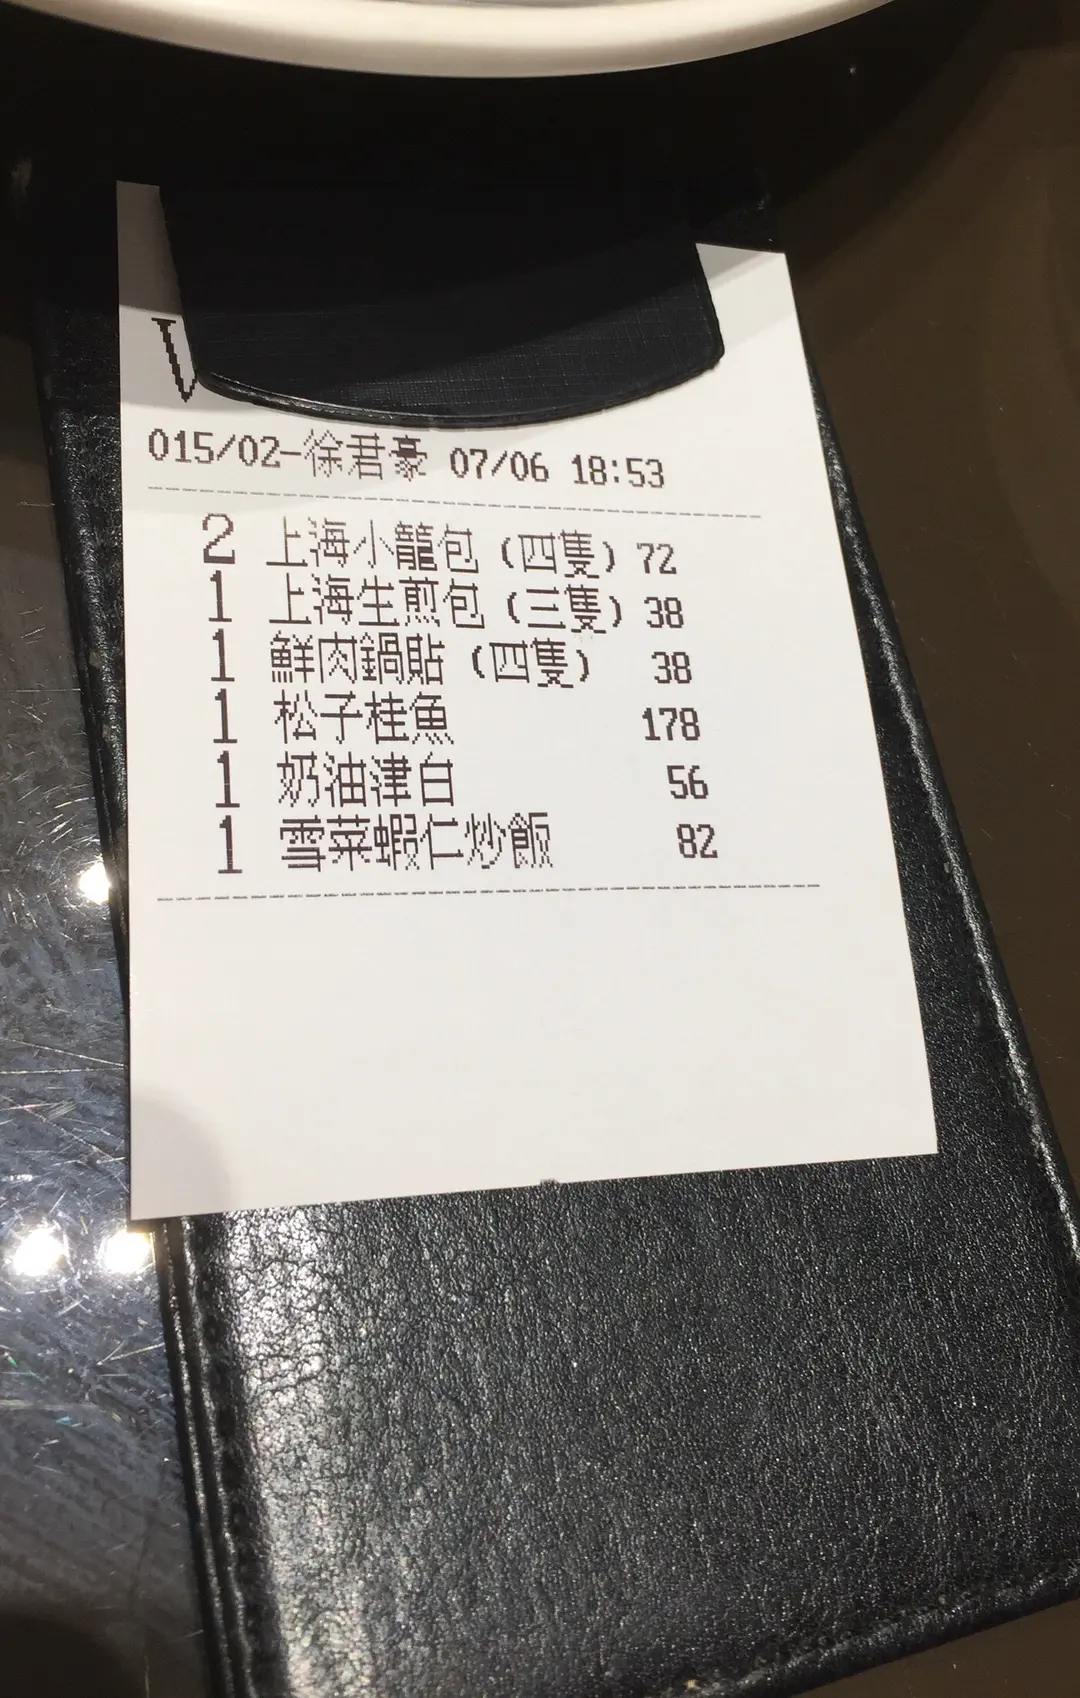 V
015/02-徐君豪 07/06 18:53
2 上海小籠包(四隻) 72
1 上海生煎包(三隻) 38
1 鮮肉鍋貼(四隻) 38
1 松子桂魚 178
1 奶油津白 56
1 雪菜蝦仁炒飯 82